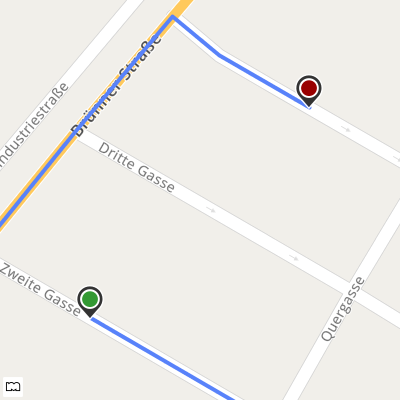 Industriestraße
Brünner Straße
Dritte Gasse
Zweite Gasse
Quergasse